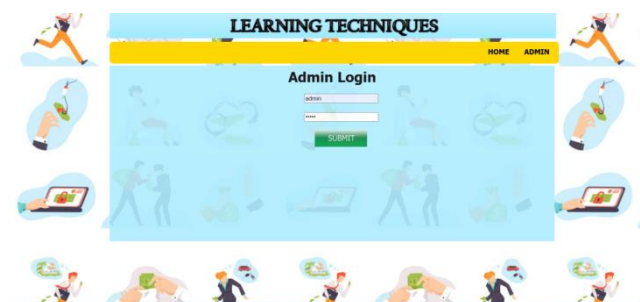 LEARNING TECHNIQUES
HOME ADMIN
Admin Login
admin
•••••
SUBMIT